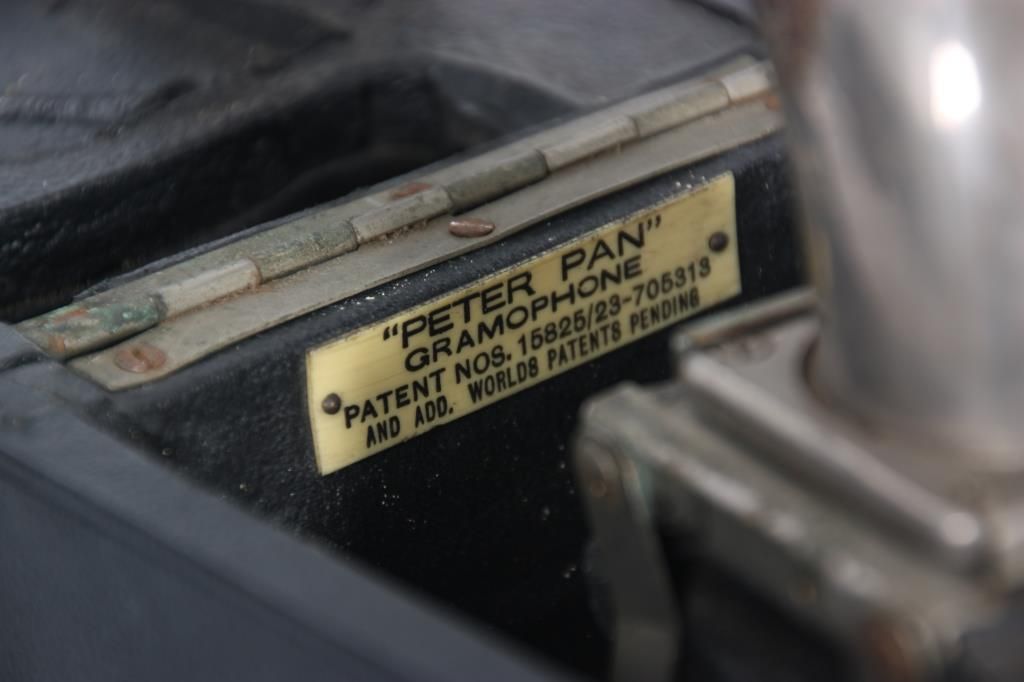 "PETER PAN"
GRAMOPHONE
PATENT NOS. 15825/23-705313
AND ADD. WORLDS PATENTS PENDING